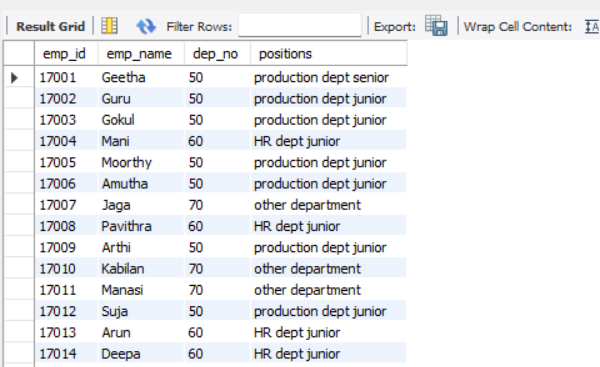 Result Grid Filter Rows: Export: Wrap Cell Content: IA
emp_id emp_name dep_no positions
17001 Geetha 50 production dept senior
17002 Guru 50 production dept junior
17003 Gokul 50 production dept junior
17004 Mani 60 HR dept junior
17005 Moorthy 50 production dept junior
17006 Amutha 50 production dept junior
17007 Jaga 70 other department
17008 Pavithra 60 HR dept junior
17009 Arthi 50 production dept junior
17010 Kabilan 70 other department
17011 Manasi 70 other department
17012 Suja 50 production dept junior
17013 Arun 60 HR dept junior
17014 Deepa 60 HR dept junior